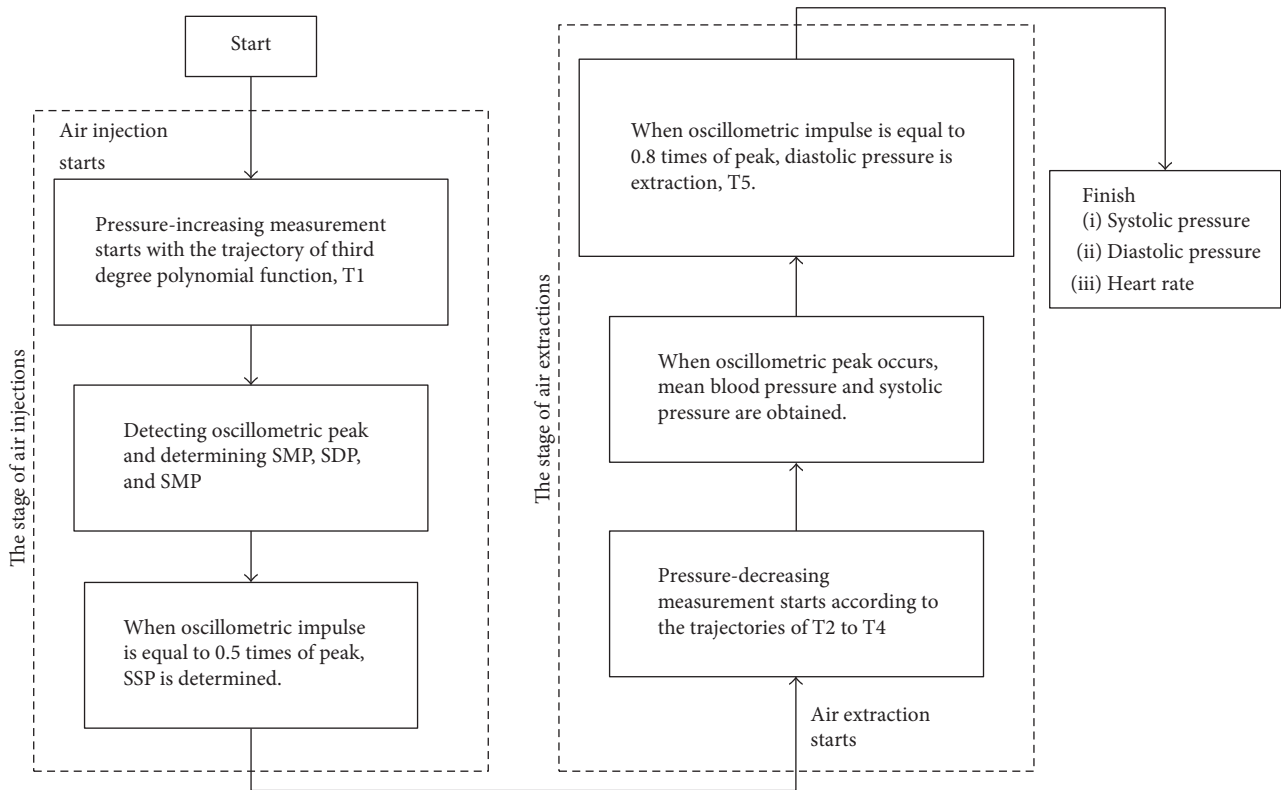 Start
The stage of air injections
Air injection
starts
Pressure-increasing measurement
starts with the trajectory of third
degree polynomial function, T1
Detecting oscillometric peak
and determining SMP, SDP,
and SMP
When oscillometric impulse
is equal to 0.5 times of peak,
SSP is determined.
The stage of air extractions
Air extraction
starts
Pressure-decreasing
measurement starts according to
the trajectories of T2 to T4
When oscillometric peak occurs,
mean blood pressure and systolic
pressure are obtained.
When oscillometric impulse is equal to
0.8 times of peak, diastolic pressure is
extraction, T5.
Finish
(i) Systolic pressure
(ii) Diastolic pressure
(iii) Heart rate